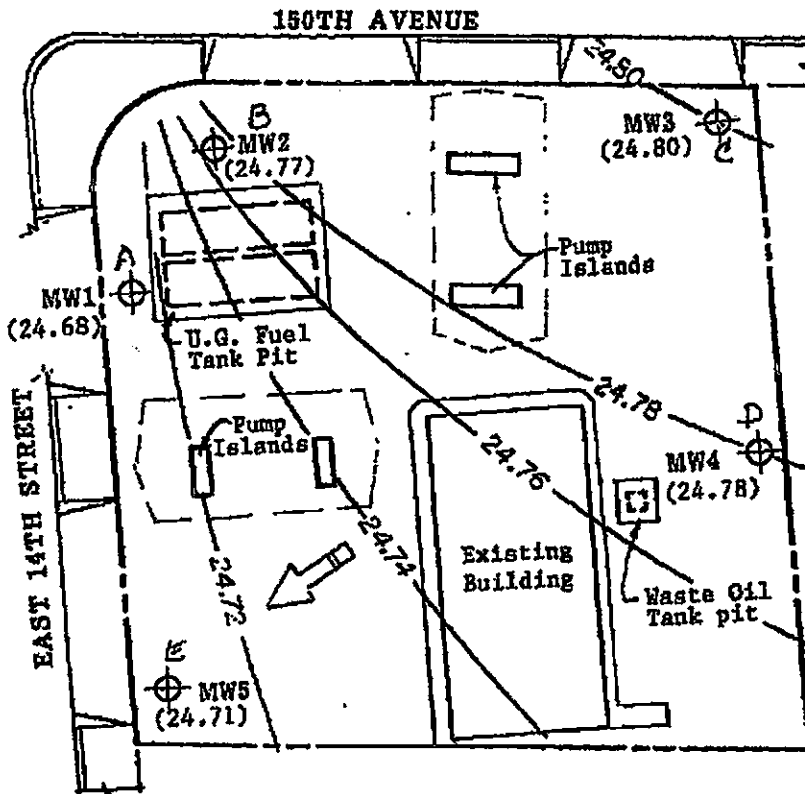 150TH AVENUE
24.80
B
MW2
(24.77)
MW3
(24.80)
C
Pump
Islands
A
MW1
(24.68)
U.G. Fuel
Tank Pit
24.78
D
MW4
(24.78)
Pump
Islands
24.76
24.74
24.72
EAST 14TH STREET
Existing
Building
Waste Oil
Tank pit
E
MW5
(24.71)